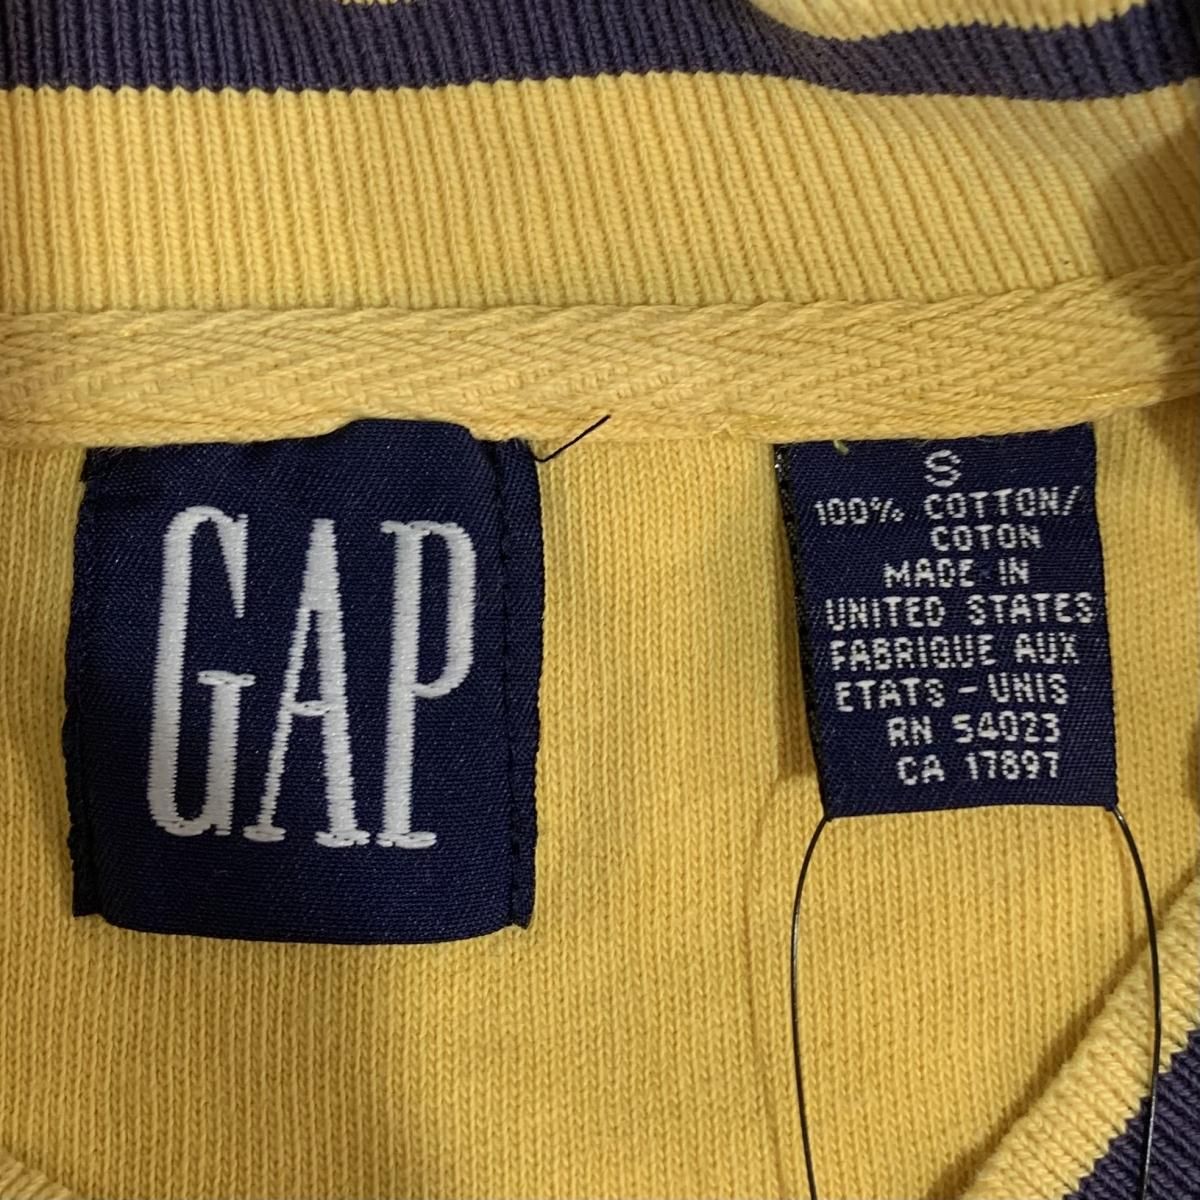 GAP
S
100% COTTON/
COTON
MADE IN
UNITED STATES
FABRIQUE AUX
ETATS - UNIS
RN 54023
CA 17897